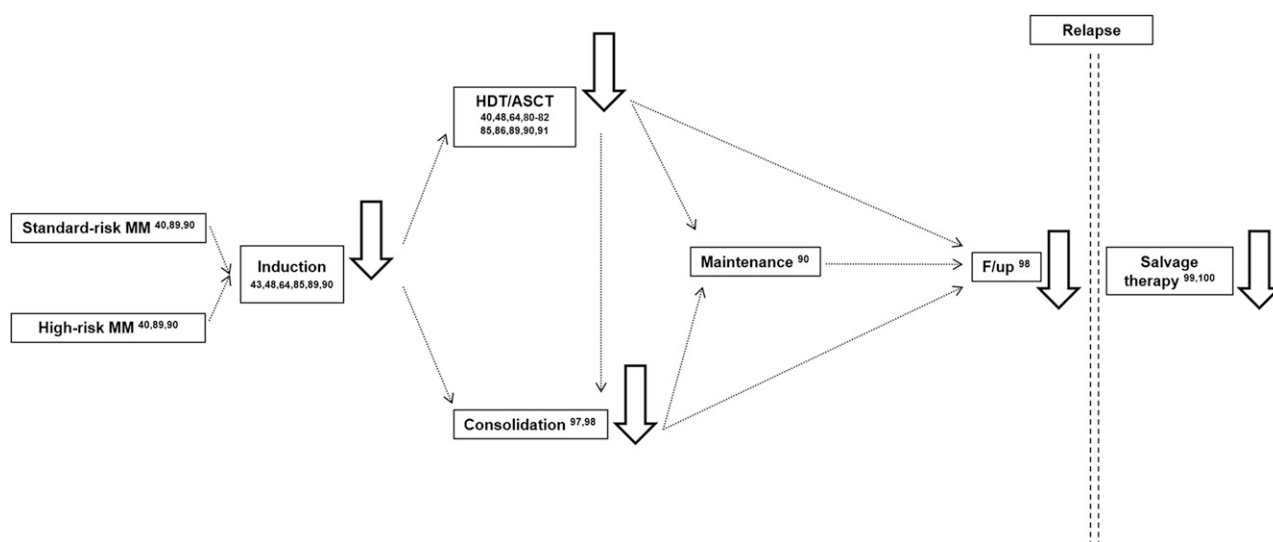 Relapse
HDT/ASCT
40,48,64,80-82
85,86,89,90,91
Standard-risk MM 40,89,90
Induction
43,48,64,85,89,90
Maintenance 90
F/up 98
Salvage
therapy 99,100
High-risk MM 40,89,90
Consolidation 97,98